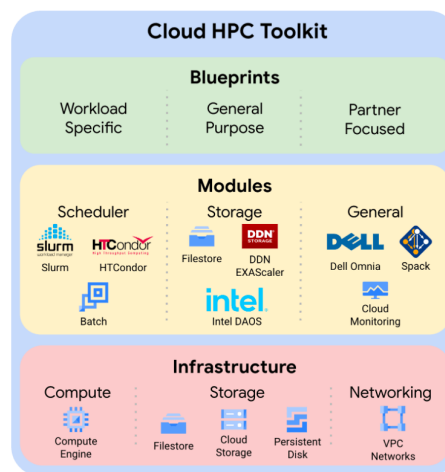 Cloud HPC Toolkit
Blueprints
Workload
Specific
General
Purpose
Partner
Focused
Modules
Scheduler
slurm
workload manager
Slurm
HTCondor
High Throughput Computing
HTCondor
Batch
Storage
Filestore
DDN
STORAGE
DDN
EXAScaler
intel
Intel DAOS
General
DELL
Dell Omnia
Spack
Cloud
Monitoring
Infrastructure
Compute
Compute
Engine
Storage
Filestore
Cloud
Storage
Persistent
Disk
Networking
VPC
Networks